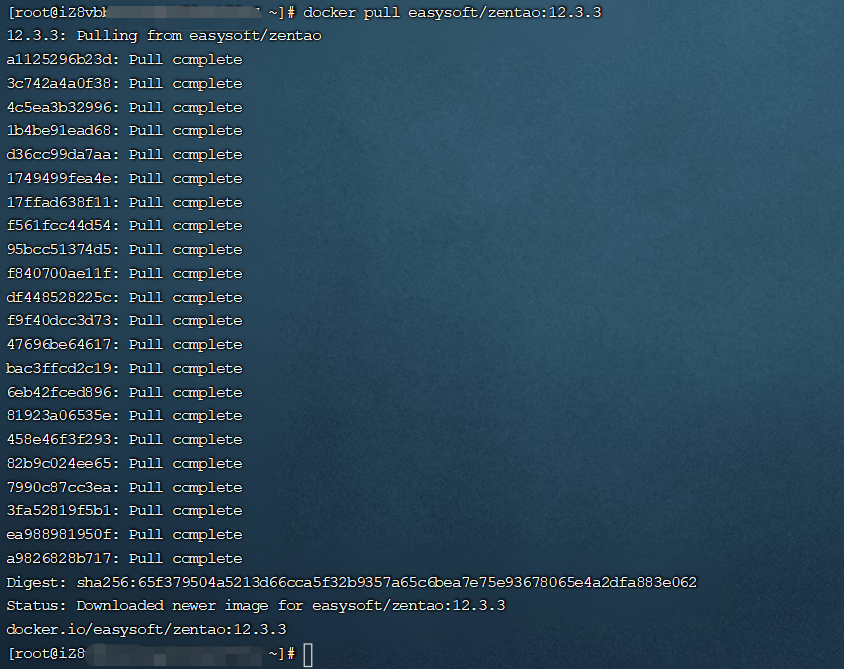 [root@iZ8vbb ~]# docker pull easysoft/zentao:12.3.3
12.3.3: Pulling from easysoft/zentao
a1125296b23d: Pull complete
3c742a4a0f38: Pull complete
4c5ea3b32996: Pull complete
1b4be91ead68: Pull complete
d36cc99da7aa: Pull complete
1749499fea4e: Pull complete
17ffad638f11: Pull complete
f561fcc44d54: Pull complete
95bcc51374d5: Pull complete
f840700ae11f: Pull complete
df448528225c: Pull complete
f9f40dcc3d73: Pull complete
47696be64617: Pull complete
bac3ffcd2c19: Pull complete
6eb42fced896: Pull complete
81923a06535e: Pull complete
458e46f3f293: Pull complete
82b9c024ee65: Pull complete
7990c87cc3ea: Pull complete
3fa52819f5b1: Pull complete
ea988981950f: Pull complete
a9826828b717: Pull complete
Digest: sha256:65f379504a5213d66cca5f32b9357a65c6bea7e75e93678065e4a2dfa883e062
Status: Downloaded newer image for easysoft/zentao:12.3.3
docker.io/easysoft/zentao:12.3.3
[root@iZ8 ~]#